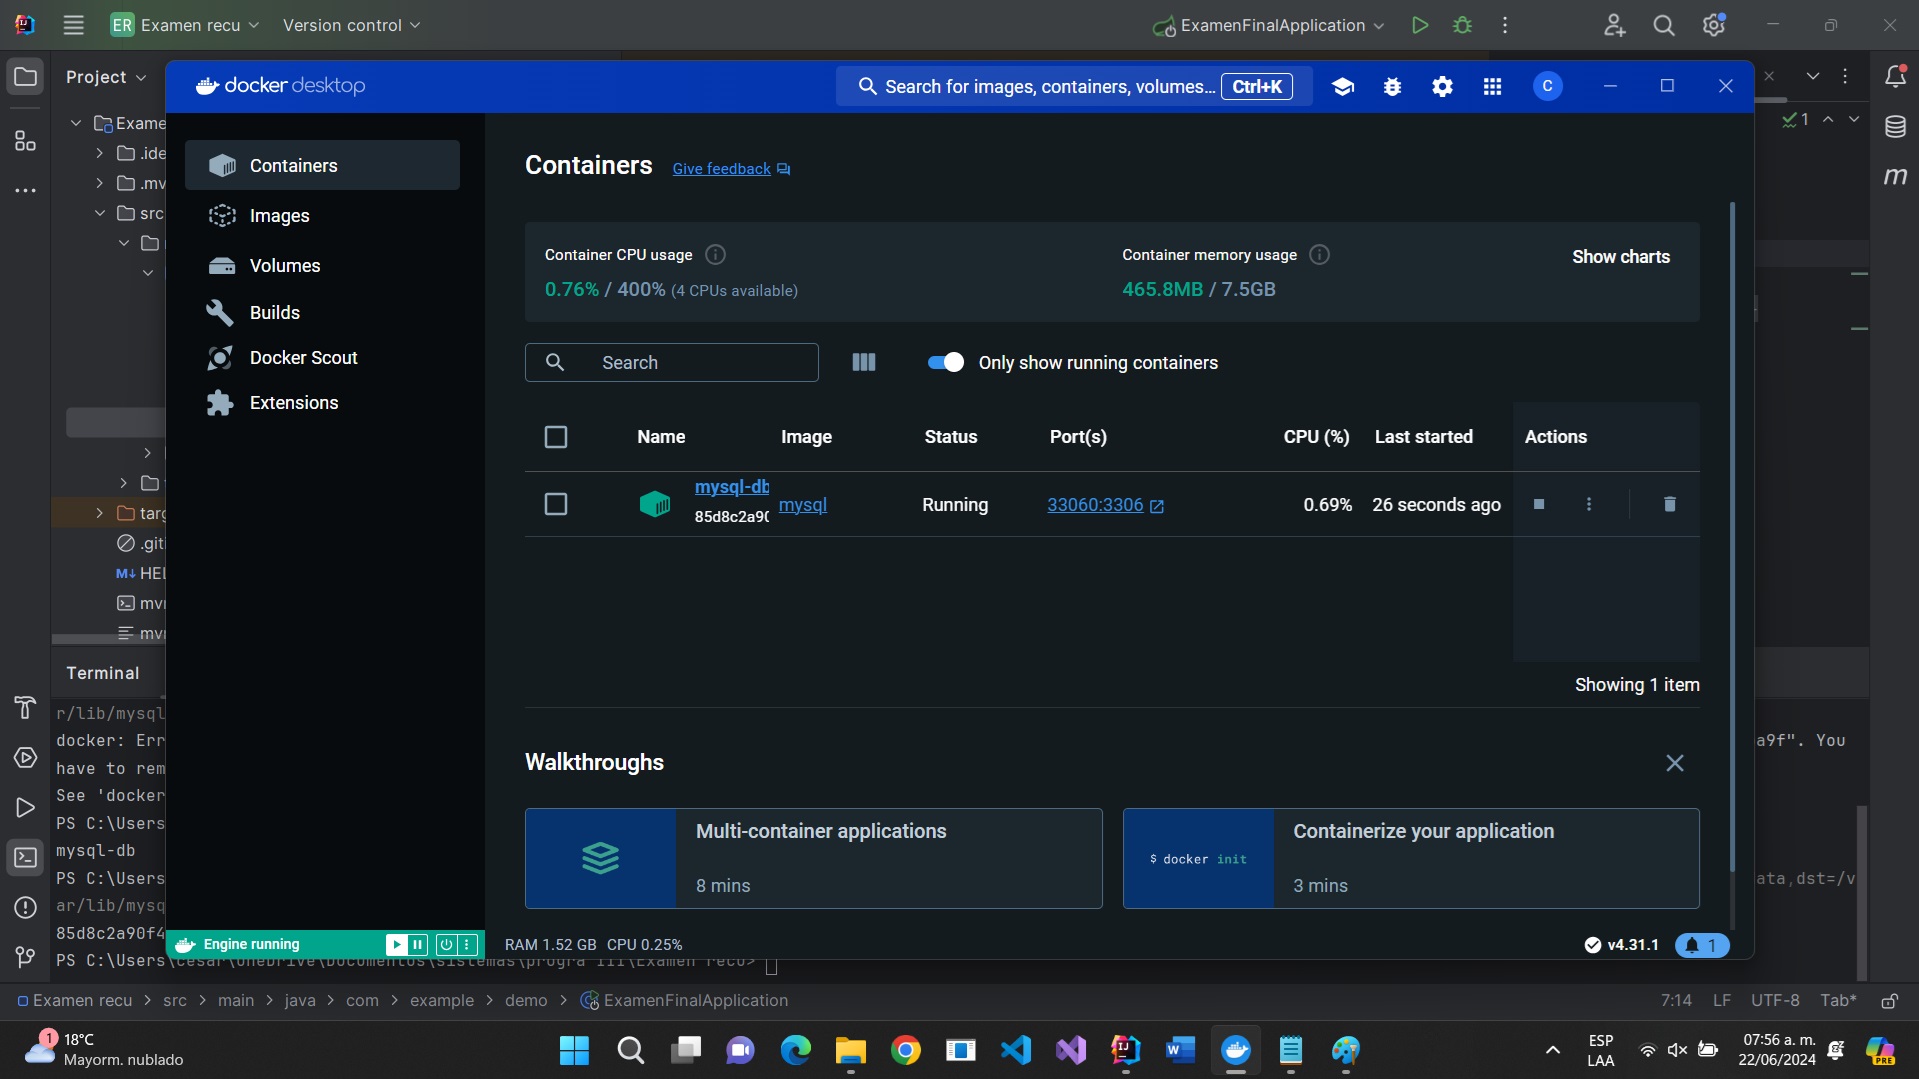 ER Examen recu
Version control
ExamenFinalApplication
Project
docker desktop
Search for images, containers, volumes...
Ctrl+K
C
1
m
Exame
.ide
.mv
src
targ
.git
M↓ HEL
mv
mv
Containers
Images
Volumes
Builds
Docker Scout
Extensions
Containers
Give feedback
Container CPU usage
0.76% / 400% (4 CPUs available)
Container memory usage
465.8MB / 7.5GB
Show charts
Search
Only show running containers
Name Image Status Port(s) CPU (%) Last started Actions
mysql-db
85d8c2a90
mysql
Running
33060:3306
0.69%
26 seconds ago
Showing 1 item
Walkthroughs
Multi-container applications
8 mins
$ docker init
Containerize your application
3 mins
Terminal
r/lib/mysql
docker: Err
a9f". You
have to rem
See 'docker
PS C:\Users
mysql-db
PS C:\Users
ata,dst=/v
ar/lib/mysq
85d8c2a90f4
PS C:\Users\cesar\OneDrive\Documentos\sistemas\progra III\Examen recu>
Engine running
RAM 1.52 GB CPU 0.25%
v4.31.1
1
Examen recu > src > main > java > com > example > demo > ExamenFinalApplication
7:14 LF UTF-8 Tab*
1
18°C
Mayorm. nublado
ESP
LAA
07:56 a. m.
22/06/2024
PRE